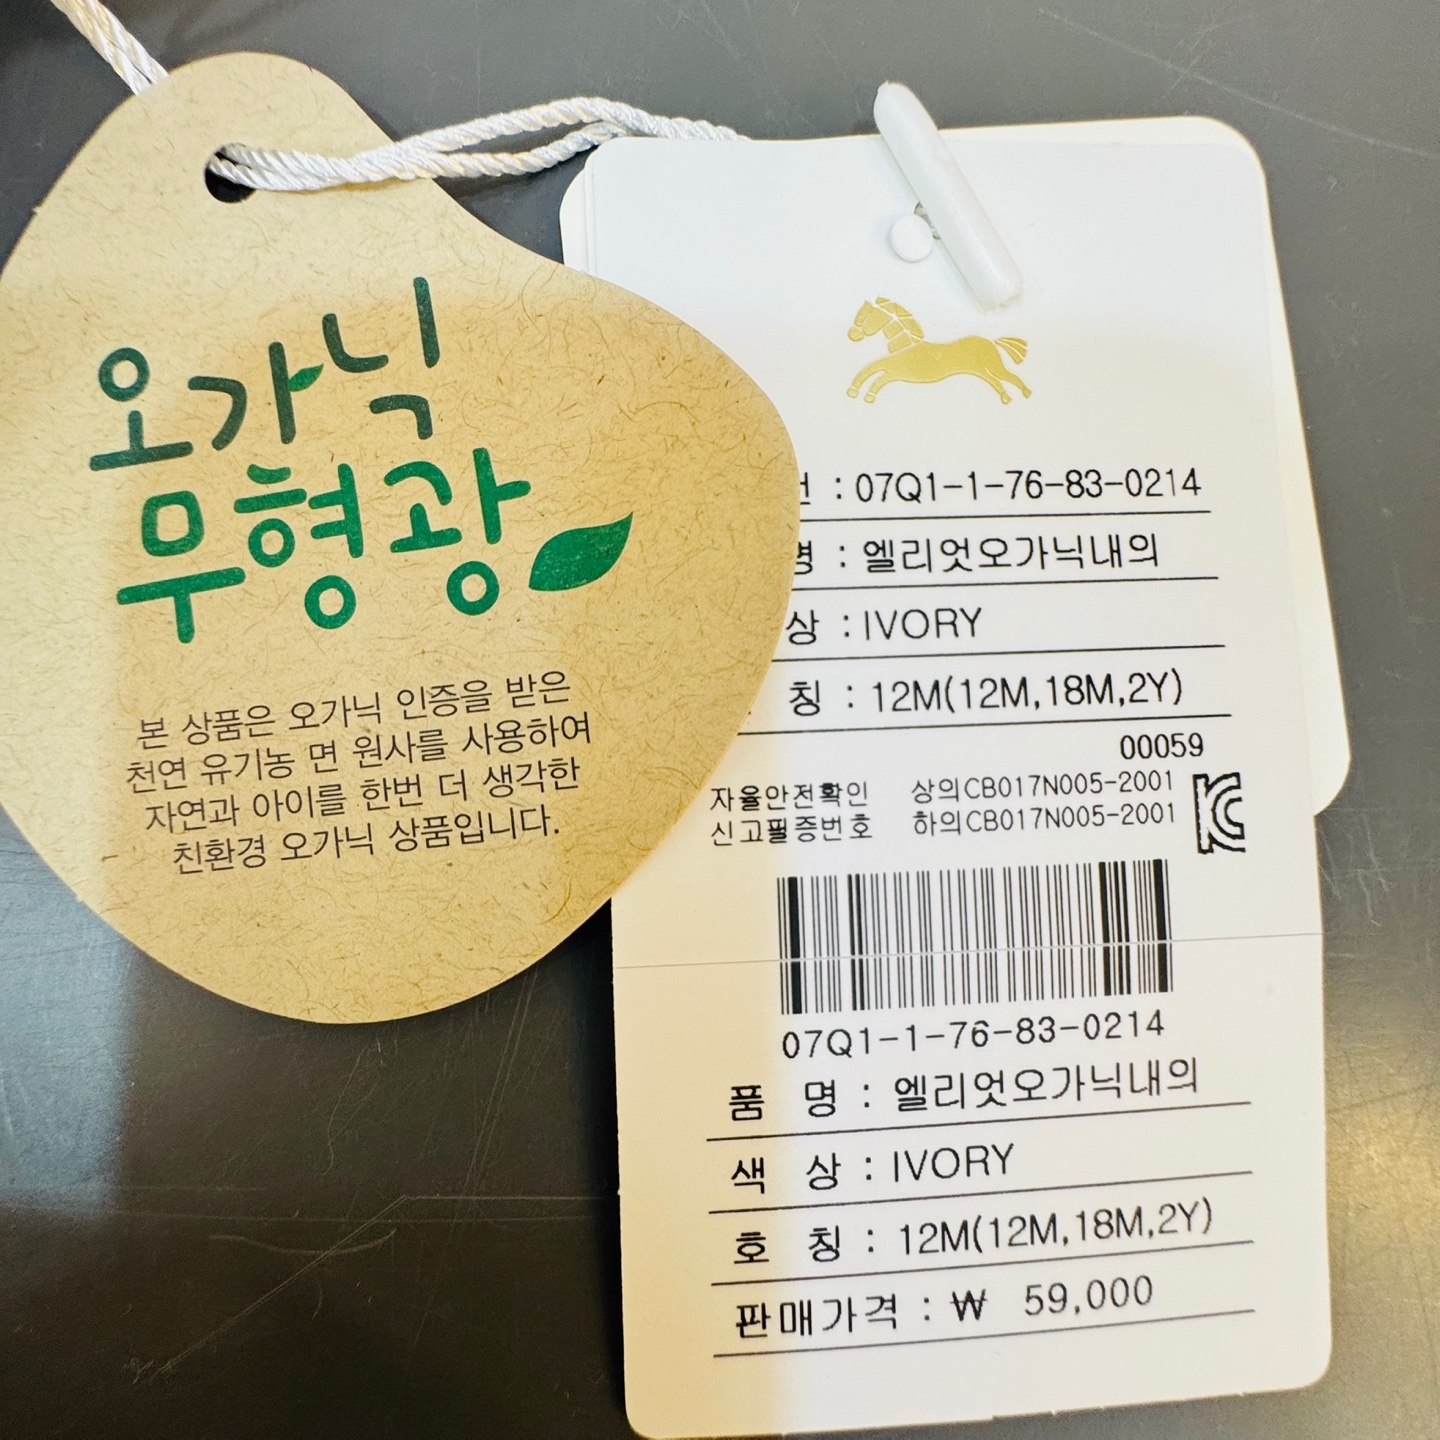 오가닉
무형광
본 상품은 오가닉 인증을 받은
천연 유기농 면 원사를 사용하여
자연과 아이를 한번 더 생각한
친환경 오가닉 상품입니다.
: 07Q1-1-76-83-0214
명 : 엘리엇오가닉내의
상 : IVORY
칭 : 12M(12M,18M,2Y)
00059
자율안전확인 상의CB017N005-2001
신고필증번호 하의CB017N005-2001
07Q1-1-76-83-0214
품 명 : 엘리엇오가닉내의
색 상 : IVORY
호 칭 : 12M(12M,18M,2Y)
판매가격 : ₩ 59,000